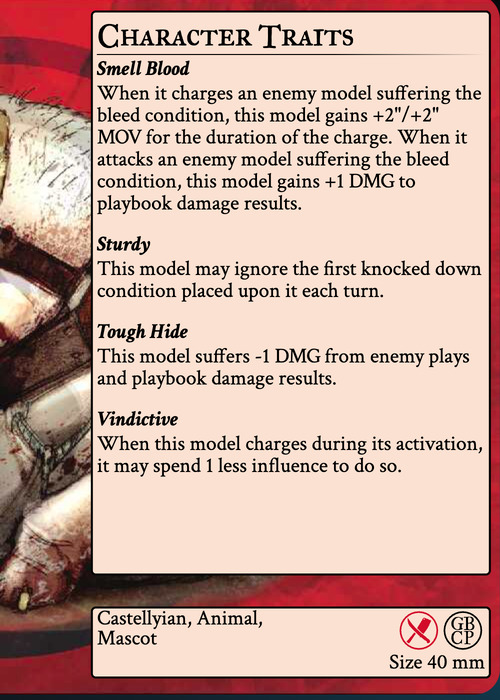 Character Traits
Smell Blood
When it charges an enemy model suffering the
bleed condition, this model gains +2"/+2"
MOV for the duration of the charge. When it
attacks an enemy model suffering the bleed
condition, this model gains +1 DMG to
playbook damage results.
Sturdy
This model may ignore the first knocked down
condition placed upon it each turn.
Tough Hide
This model suffers -1 DMG from enemy plays
and playbook damage results.
Vindictive
When this model charges during its activation,
it may spend 1 less influence to do so.
Castellyian, Animal,
Mascot
GB
CP
Size 40 mm